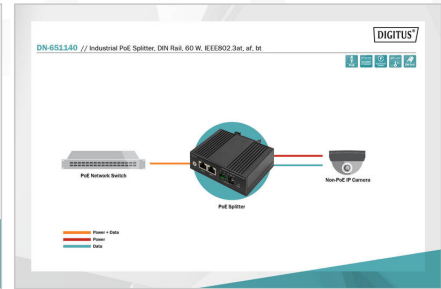 DIGITUS®
DN-651140 // Industrial PoE Splitter, DIN Rail, 60 W, IEEE802.3at, af, bt
PoE Network Switch
PoE Splitter
Non-PoE IP Camera
Power + Data
Power
Data